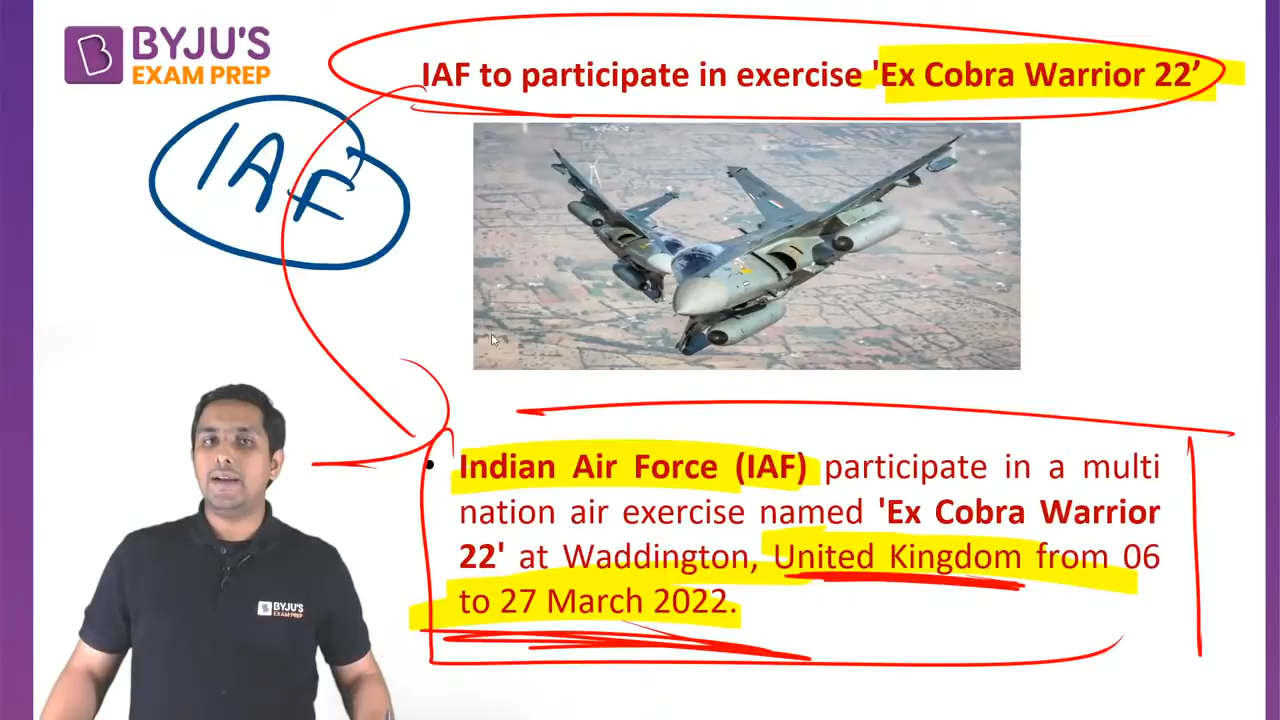 BYJU'S
EXAM PREP
IAF to participate in exercise 'Ex Cobra Warrior 22’
IAF
• Indian Air Force (IAF) participate in a multi
nation air exercise named 'Ex Cobra Warrior
22' at Waddington, United Kingdom from 06
to 27 March 2022.
BYJU'S
EXAM PREP